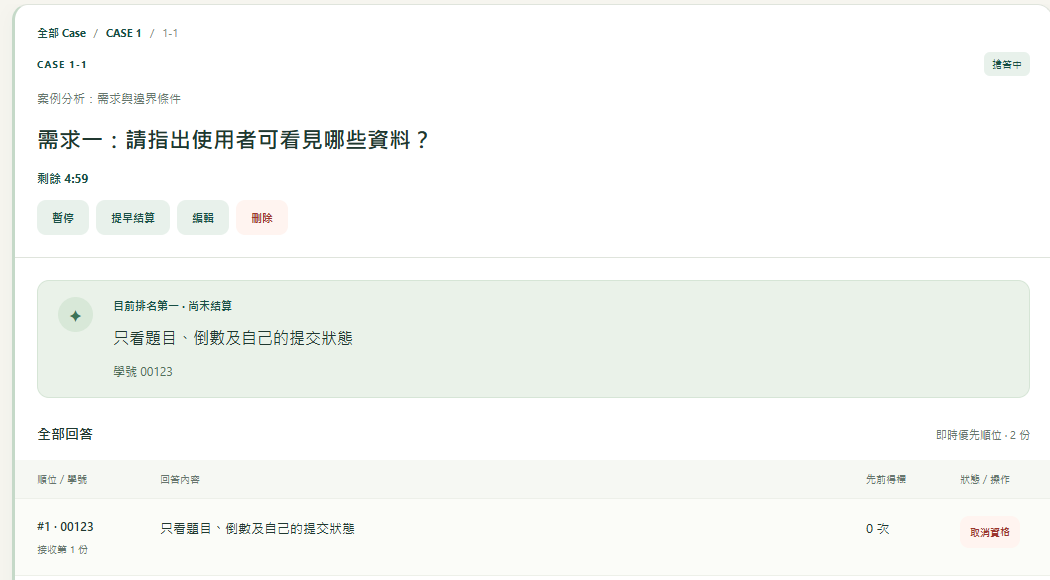 全部 Case / CASE 1 / 1-1
CASE 1-1
搶答中
案例分析：需求與邊界條件
需求一：請指出使用者可看見哪些資料？
剩餘 4:59
暫停 提早結算 編輯 刪除
✦
目前排名第一 · 尚未結算
只看題目、倒數及自己的提交狀態
學號 00123
全部回答
即時優先順位 · 2 份
順位 / 學號 回答內容 先前得標 狀態 / 操作
#1 · 00123 只看題目、倒數及自己的提交狀態 0 次 取消資格
接收第 1 份